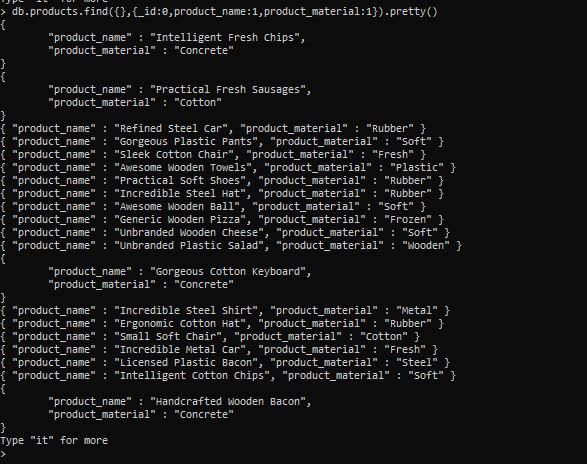 Type "it" for more
> db.products.find({},{_id:0,product_name:1,product_material:1}).pretty()
{
        "product_name" : "Intelligent Fresh Chips",
        "product_material" : "Concrete"
}
{
        "product_name" : "Practical Fresh Sausages",
        "product_material" : "Cotton"
}
{ "product_name" : "Refined Steel Car", "product_material" : "Rubber" }
{ "product_name" : "Gorgeous Plastic Pants", "product_material" : "Soft" }
{ "product_name" : "Sleek Cotton Chair", "product_material" : "Fresh" }
{ "product_name" : "Awesome Wooden Towels", "product_material" : "Plastic" }
{ "product_name" : "Practical Soft Shoes", "product_material" : "Rubber" }
{ "product_name" : "Incredible Steel Hat", "product_material" : "Rubber" }
{ "product_name" : "Awesome Wooden Ball", "product_material" : "Soft" }
{ "product_name" : "Generic Wooden Pizza", "product_material" : "Frozen" }
{ "product_name" : "Unbranded Wooden Cheese", "product_material" : "Soft" }
{ "product_name" : "Unbranded Plastic Salad", "product_material" : "Wooden" }
{
        "product_name" : "Gorgeous Cotton Keyboard",
        "product_material" : "Concrete"
}
{ "product_name" : "Incredible Steel Shirt", "product_material" : "Metal" }
{ "product_name" : "Ergonomic Cotton Hat", "product_material" : "Rubber" }
{ "product_name" : "Small Soft Chair", "product_material" : "Cotton" }
{ "product_name" : "Incredible Metal Car", "product_material" : "Fresh" }
{ "product_name" : "Licensed Plastic Bacon", "product_material" : "Steel" }
{ "product_name" : "Intelligent Cotton Chips", "product_material" : "Soft" }
{
        "product_name" : "Handcrafted Wooden Bacon",
        "product_material" : "Concrete"
}
Type "it" for more
>